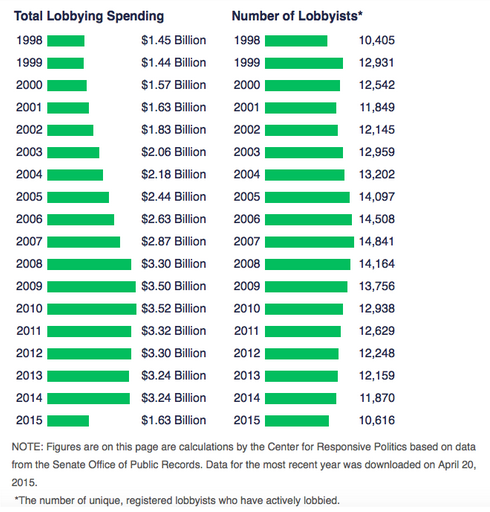 Total Lobbying Spending Number of Lobbyists*
1998 $1.45 Billion 1998 10,405
1999 $1.44 Billion 1999 12,931
2000 $1.57 Billion 2000 12,542
2001 $1.63 Billion 2001 11,849
2002 $1.83 Billion 2002 12,145
2003 $2.06 Billion 2003 12,959
2004 $2.18 Billion 2004 13,202
2005 $2.44 Billion 2005 14,097
2006 $2.63 Billion 2006 14,508
2007 $2.87 Billion 2007 14,841
2008 $3.30 Billion 2008 14,164
2009 $3.50 Billion 2009 13,756
2010 $3.52 Billion 2010 12,938
2011 $3.32 Billion 2011 12,629
2012 $3.30 Billion 2012 12,248
2013 $3.24 Billion 2013 12,159
2014 $3.24 Billion 2014 11,870
2015 $1.63 Billion 2015 10,616
NOTE: Figures are on this page are calculations by the Center for Responsive Politics based on data
from the Senate Office of Public Records. Data for the most recent year was downloaded on April 20,
2015.
*The number of unique, registered lobbyists who have actively lobbied.